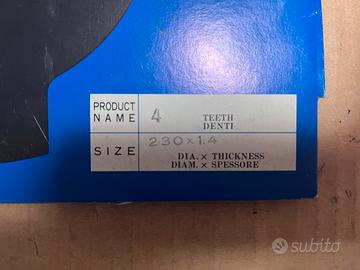 PRODUCT
NAME
4
TEETH
DENTI
SIZE
230 × 1.4
DIA. × THICKNESS
DIAM. × SPESSORE
subito